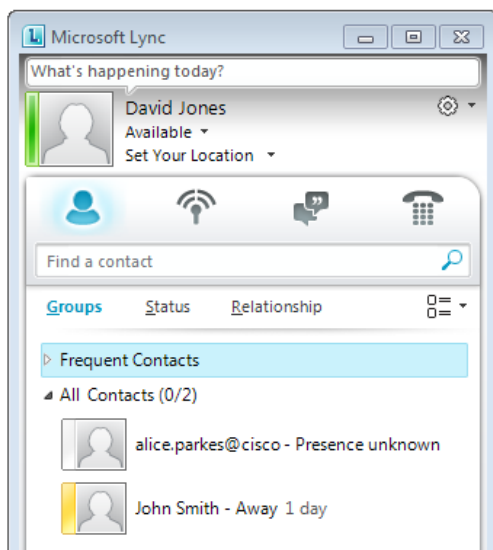 Microsoft Lync
What's happening today?
David Jones
Available
Set Your Location
Find a contact
Groups Status Relationship
Frequent Contacts
All Contacts (0/2)
alice.parkes@cisco - Presence unknown
John Smith - Away 1 day